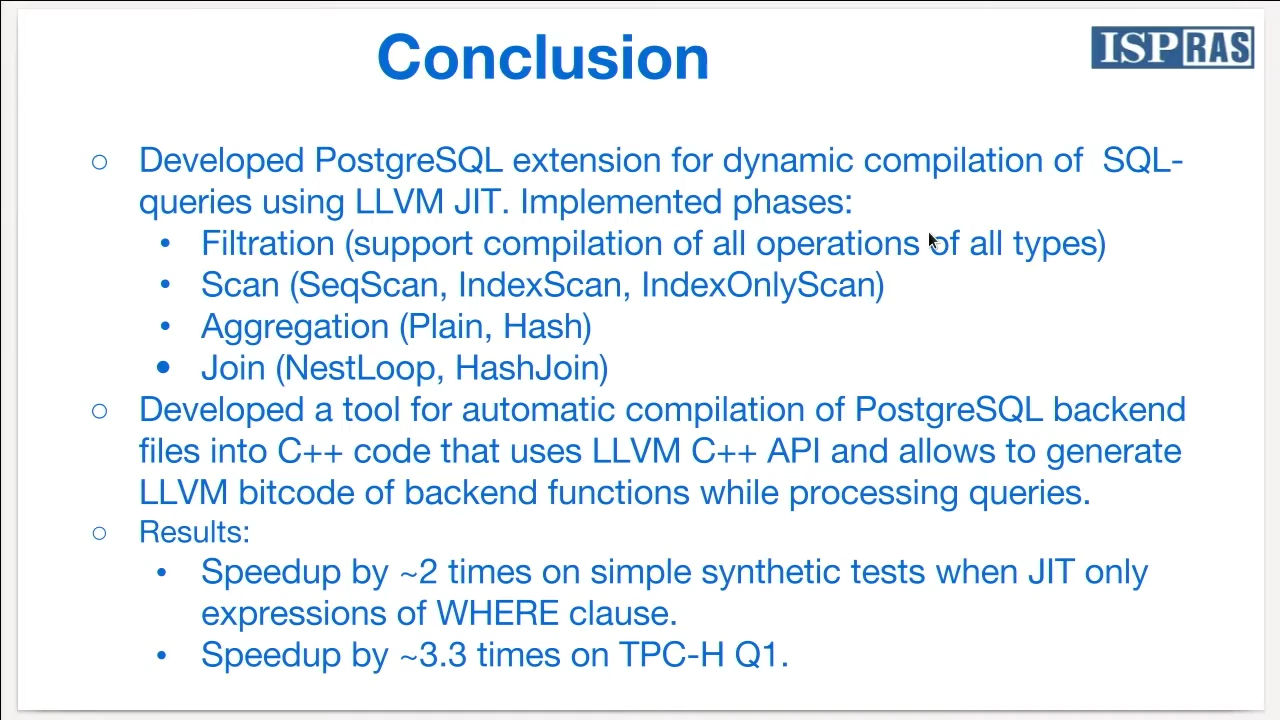 Conclusion
ISPRAS
○ Developed PostgreSQL extension for dynamic compilation of SQL-
queries using LLVM JIT. Implemented phases:
• Filtration (support compilation of all operations of all types)
• Scan (SeqScan, IndexScan, IndexOnlyScan)
• Aggregation (Plain, Hash)
• Join (NestLoop, HashJoin)
○ Developed a tool for automatic compilation of PostgreSQL backend
files into C++ code that uses LLVM C++ API and allows to generate
LLVM bitcode of backend functions while processing queries.
○ Results:
• Speedup by ~2 times on simple synthetic tests when JIT only
expressions of WHERE clause.
• Speedup by ~3.3 times on TPC-H Q1.